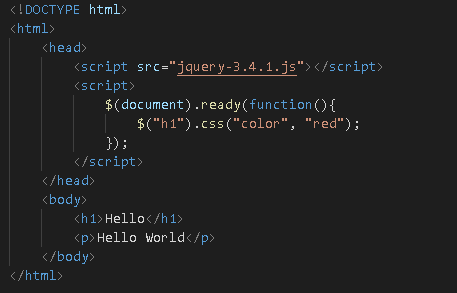 <!DOCTYPE html>
<html>
<head>
<script src="jquery-3.4.1.js"></script>
<script>
$(document).ready(function(){
$("h1").css("color", "red");
});
</script>
</head>
<body>
<h1>Hello</h1>
<p>Hello World</p>
</body>
</html>